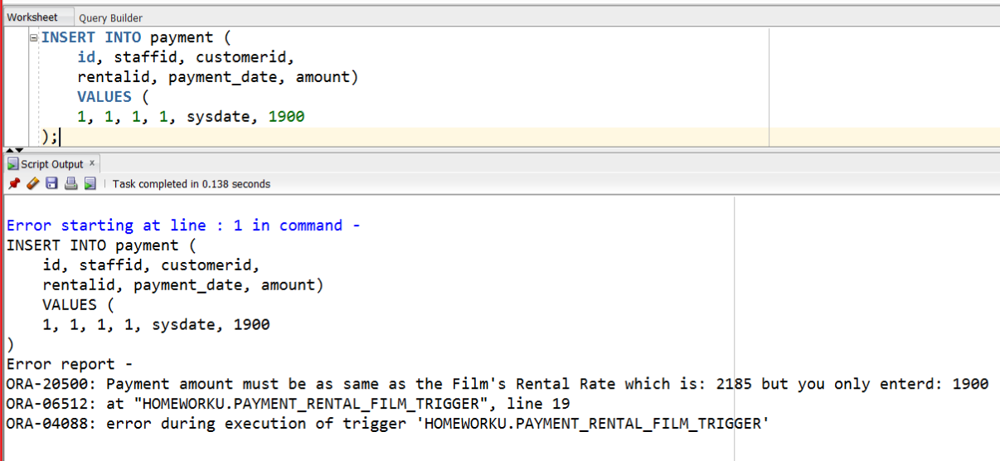 Worksheet Query Builder
INSERT INTO payment (
id, staffid, customerid,
rentalid, payment_date, amount)
VALUES (
1, 1, 1, 1, sysdate, 1900
);
Script Output x
Task completed in 0.138 seconds
Error starting at line : 1 in command -
INSERT INTO payment (
id, staffid, customerid,
rentalid, payment_date, amount)
VALUES (
1, 1, 1, 1, sysdate, 1900
)
Error report -
ORA-20500: Payment amount must be as same as the Film's Rental Rate which is: 2185 but you only enterd: 1900
ORA-06512: at "HOMEWORKU.PAYMENT_RENTAL_FILM_TRIGGER", line 19
ORA-04088: error during execution of trigger 'HOMEWORKU.PAYMENT_RENTAL_FILM_TRIGGER'